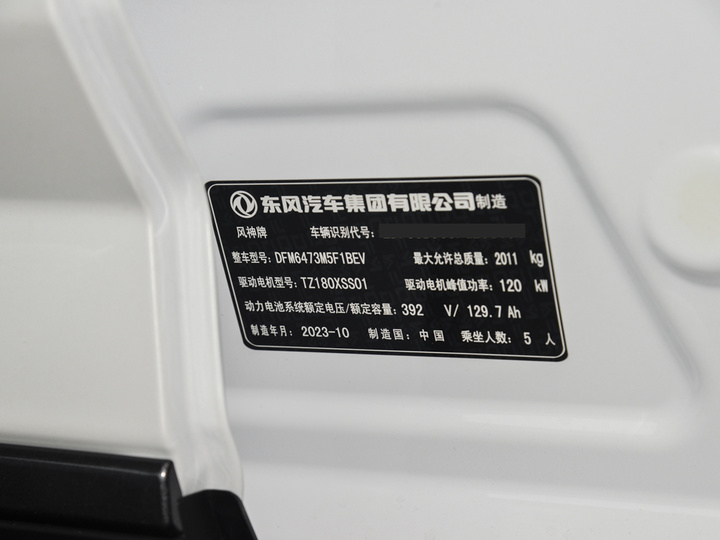 东风汽车集团有限公司制造
风神牌 车辆识别代号:
整车型号: DFM6473M5F1BEV 最大允许总质量: 2011 kg
驱动电机型号: TZ180XSS01 驱动电机峰值功率: 120 kW
动力电池系统额定电压/额定容量: 392 V/ 129.7 Ah
制造年月: 2023-10 制造国: 中国 乘坐人数: 5 人